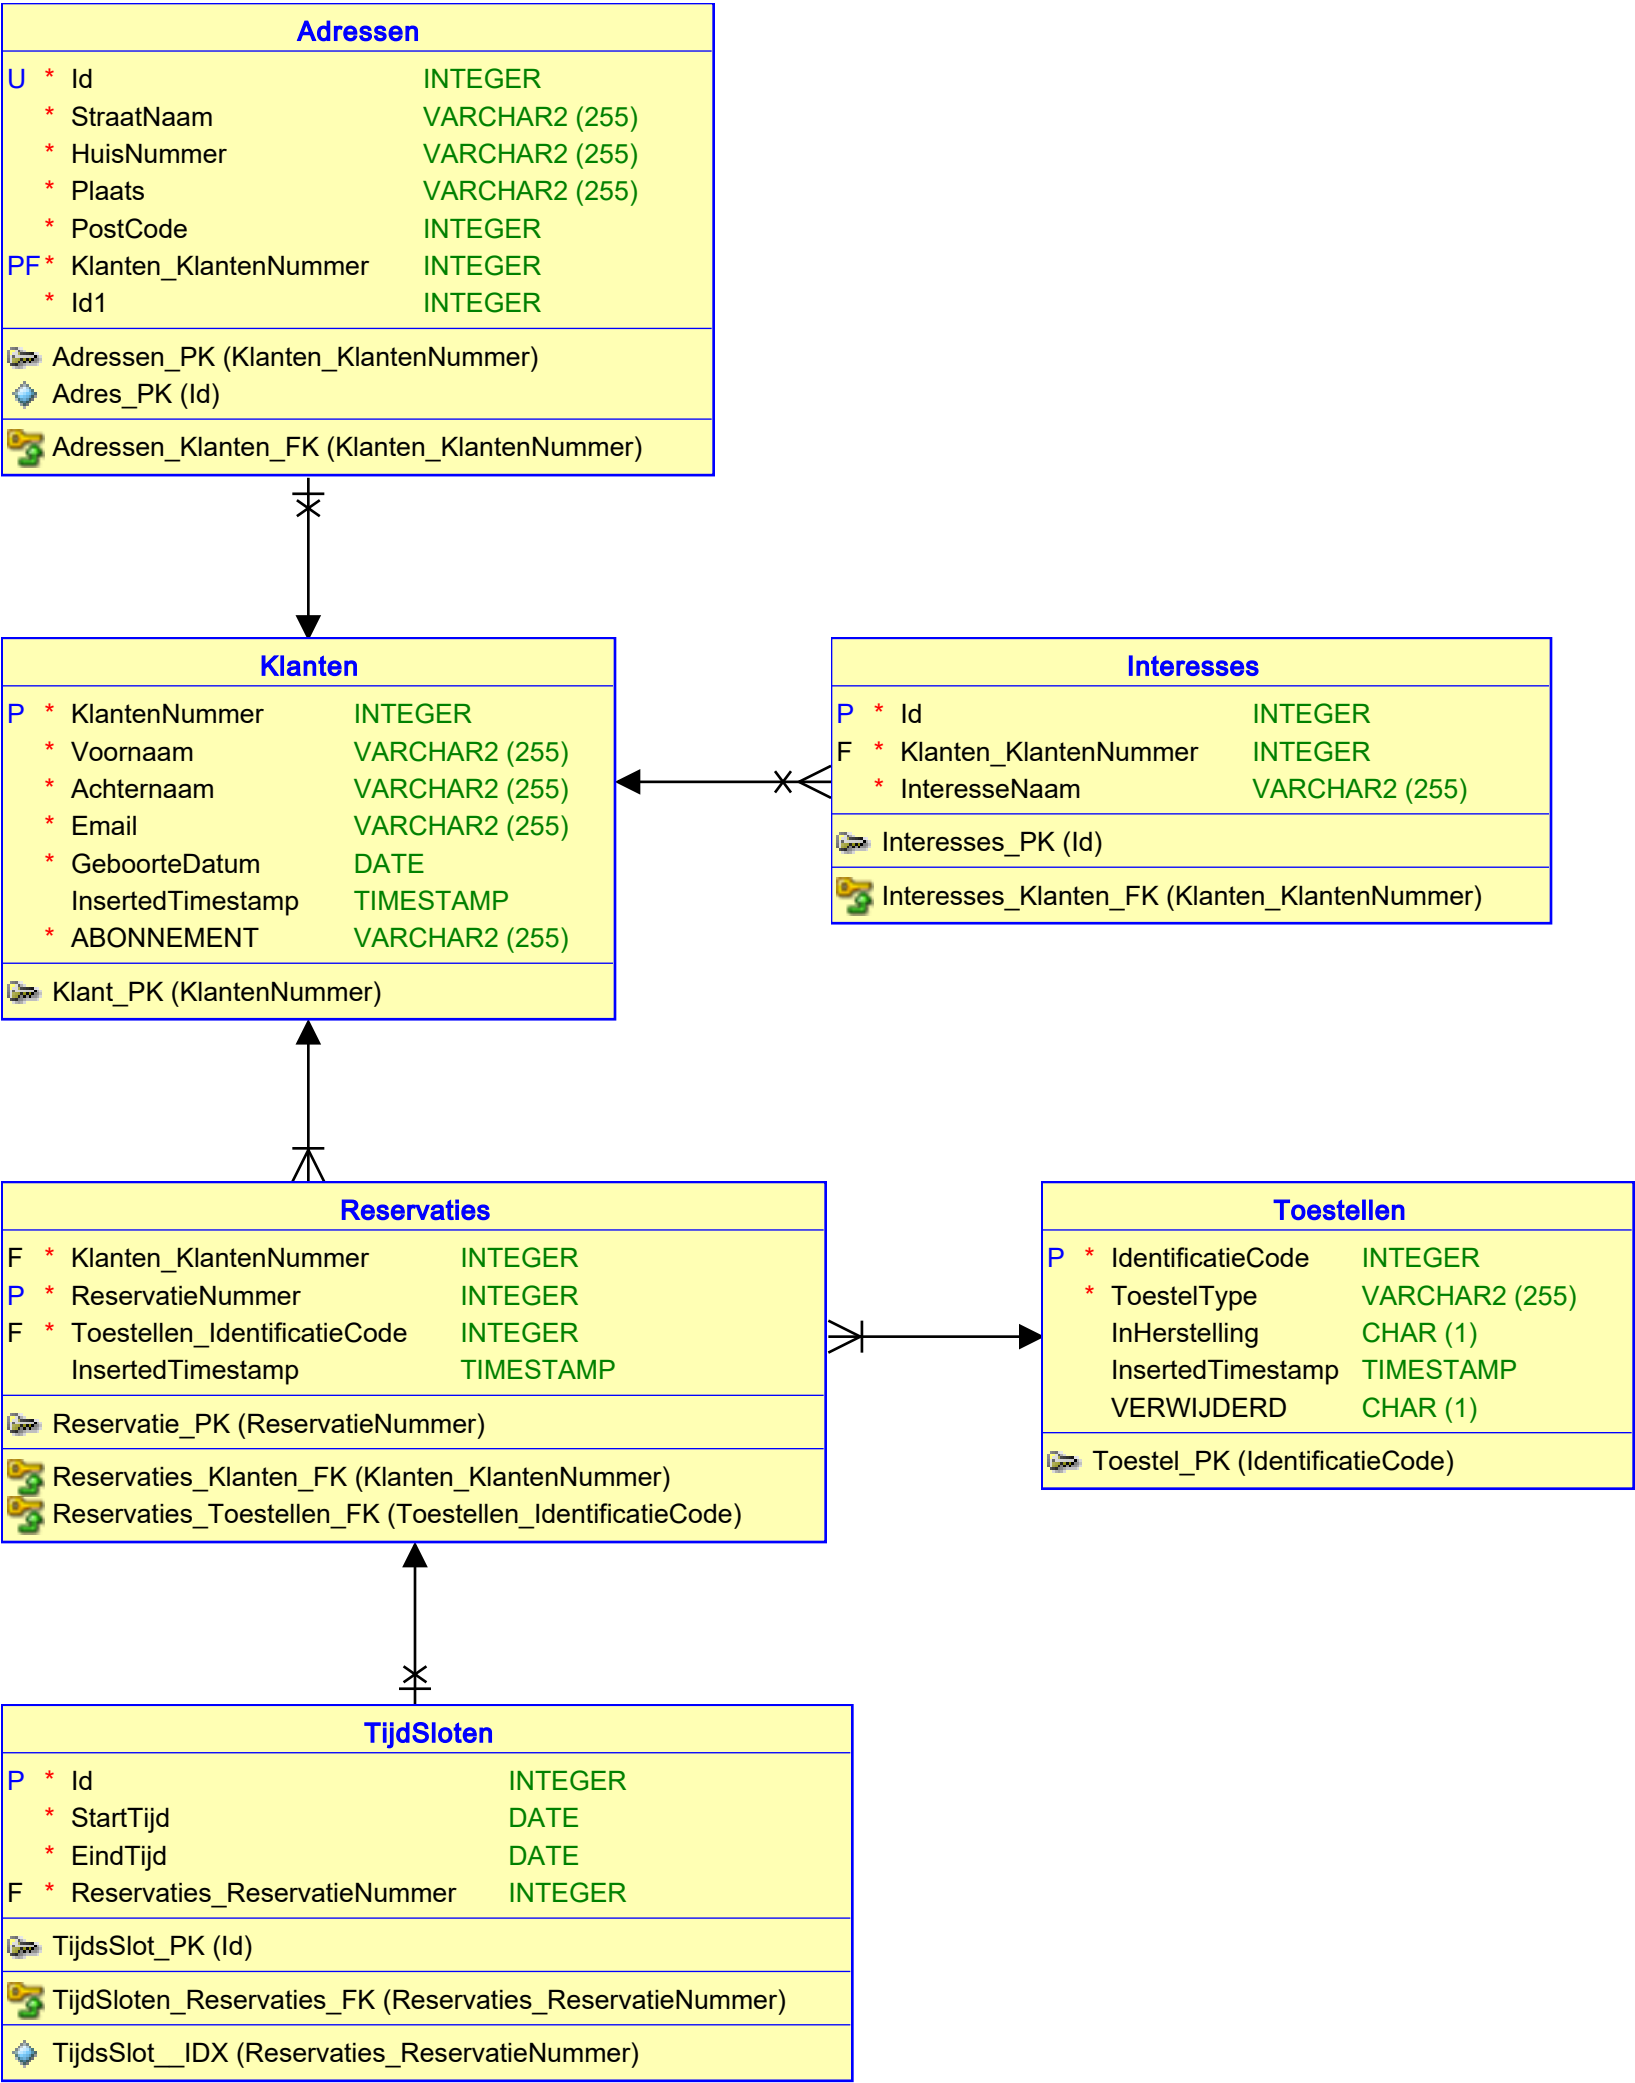 Adressen
U * Id INTEGER
* StraatNaam VARCHAR2 (255)
* HuisNummer VARCHAR2 (255)
* Plaats VARCHAR2 (255)
* PostCode INTEGER
PF * Klanten_KlantenNummer INTEGER
* Id1 INTEGER
Adressen_PK (Klanten_KlantenNummer)
Adres_PK (Id)
Adressen_Klanten_FK (Klanten_KlantenNummer)
Klanten
P * KlantenNummer INTEGER
* Voornaam VARCHAR2 (255)
* Achternaam VARCHAR2 (255)
* Email VARCHAR2 (255)
* GeboorteDatum DATE
InsertedTimestamp TIMESTAMP
* ABONNEMENT VARCHAR2 (255)
Klant_PK (KlantenNummer)
Interesses
P * Id INTEGER
F * Klanten_KlantenNummer INTEGER
* InteresseNaam VARCHAR2 (255)
Interesses_PK (Id)
Interesses_Klanten_FK (Klanten_KlantenNummer)
Reservaties
F * Klanten_KlantenNummer INTEGER
P * ReservatieNummer INTEGER
F * Toestellen_IdentificatieCode INTEGER
InsertedTimestamp TIMESTAMP
Reservatie_PK (ReservatieNummer)
Reservaties_Klanten_FK (Klanten_KlantenNummer)
Reservaties_Toestellen_FK (Toestellen_IdentificatieCode)
Toestellen
P * IdentificatieCode INTEGER
* ToestelType VARCHAR2 (255)
InHerstelling CHAR (1)
InsertedTimestamp TIMESTAMP
VERWIJDERD CHAR (1)
Toestel_PK (IdentificatieCode)
TijdSloten
P * Id INTEGER
* StartTijd DATE
* EindTijd DATE
F * Reservaties_ReservatieNummer INTEGER
TijdsSlot_PK (Id)
TijdSloten_Reservaties_FK (Reservaties_ReservatieNummer)
TijdsSlot__IDX (Reservaties_ReservatieNummer)